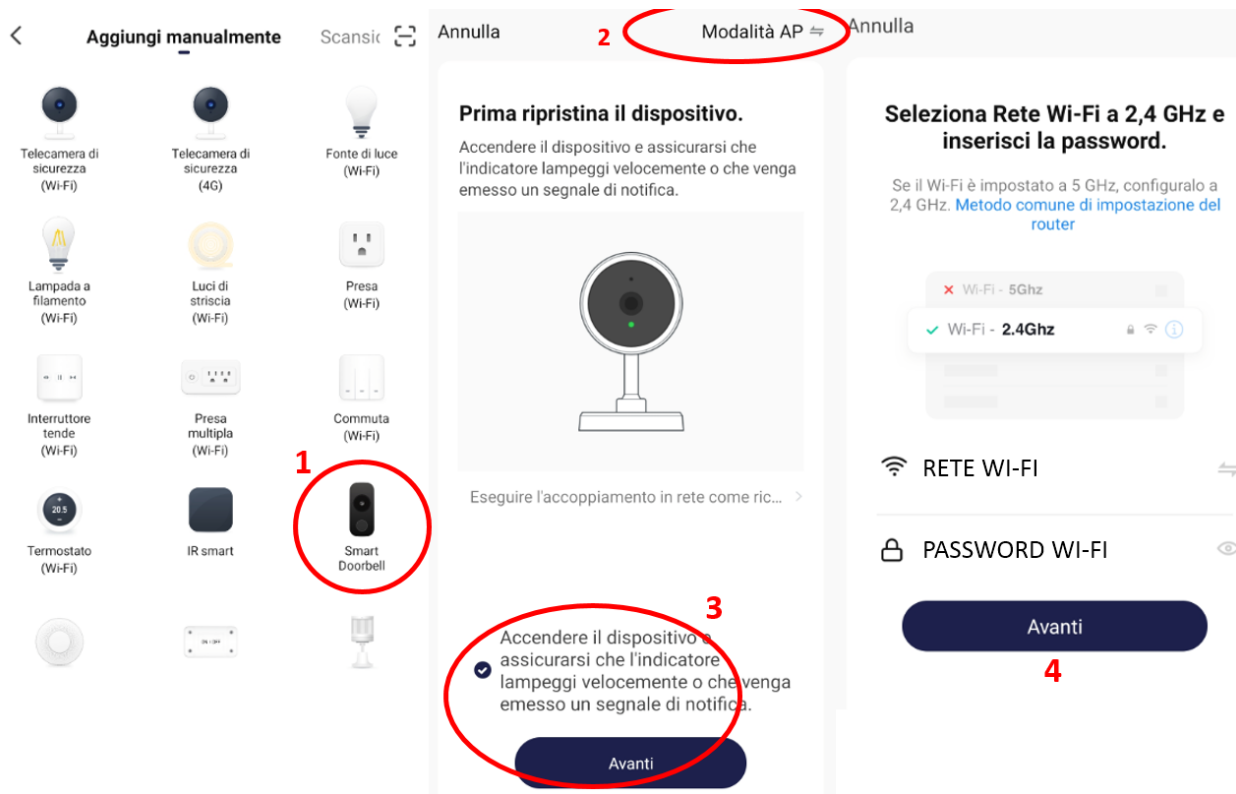 Aggiungi manualmente
Scansic
Telecamera di
sicurezza
(Wi-Fi)
Telecamera di
sicurezza
(4G)
Fonte di luce
(Wi-Fi)
Lampada a
filamento
(Wi-Fi)
Luci di
striscia
(Wi-Fi)
Presa
(Wi-Fi)
Interruttore
tende
(Wi-Fi)
Presa
multipla
(Wi-Fi)
Commuta
(Wi-Fi)
1
20.5
Termostato
(Wi-Fi)
IR smart
Smart
Doorbell
ON / OFF
Annulla
2
Modalità AP
Prima ripristina il dispositivo.
Accendere il dispositivo e assicurarsi che
l'indicatore lampeggi velocemente o che venga
emesso un segnale di notifica.
Eseguire l'accoppiamento in rete come ric...
3
Accendere il dispositivo e
assicurarsi che l'indicatore
lampeggi velocemente o che venga
emesso un segnale di notifica.
Avanti
Annulla
Seleziona Rete Wi-Fi a 2,4 GHz e
inserisci la password.
Se il Wi-Fi è impostato a 5 GHz, configuralo a
2,4 GHz. Metodo comune di impostazione del
router
Wi-Fi - 5Ghz
Wi-Fi - 2.4Ghz
RETE WI-FI
PASSWORD WI-FI
Avanti
4